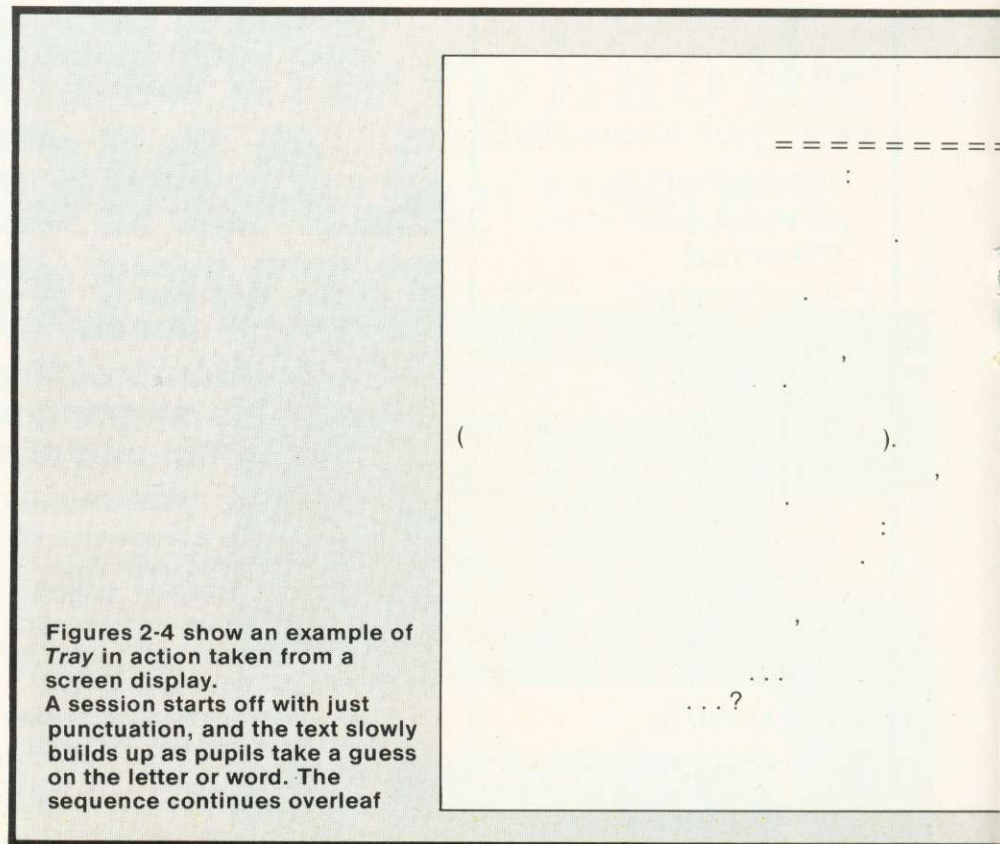 Figures 2-4 show an example of
Tray in action taken from a
screen display.
A session starts off with just
punctuation, and the text slowly
builds up as pupils take a guess
on the letter or word. The
sequence continues overleaf
= = = = = = = = =
:
.
.
,
.
( ).
,
.
:
.
,
. . .
. . . ?